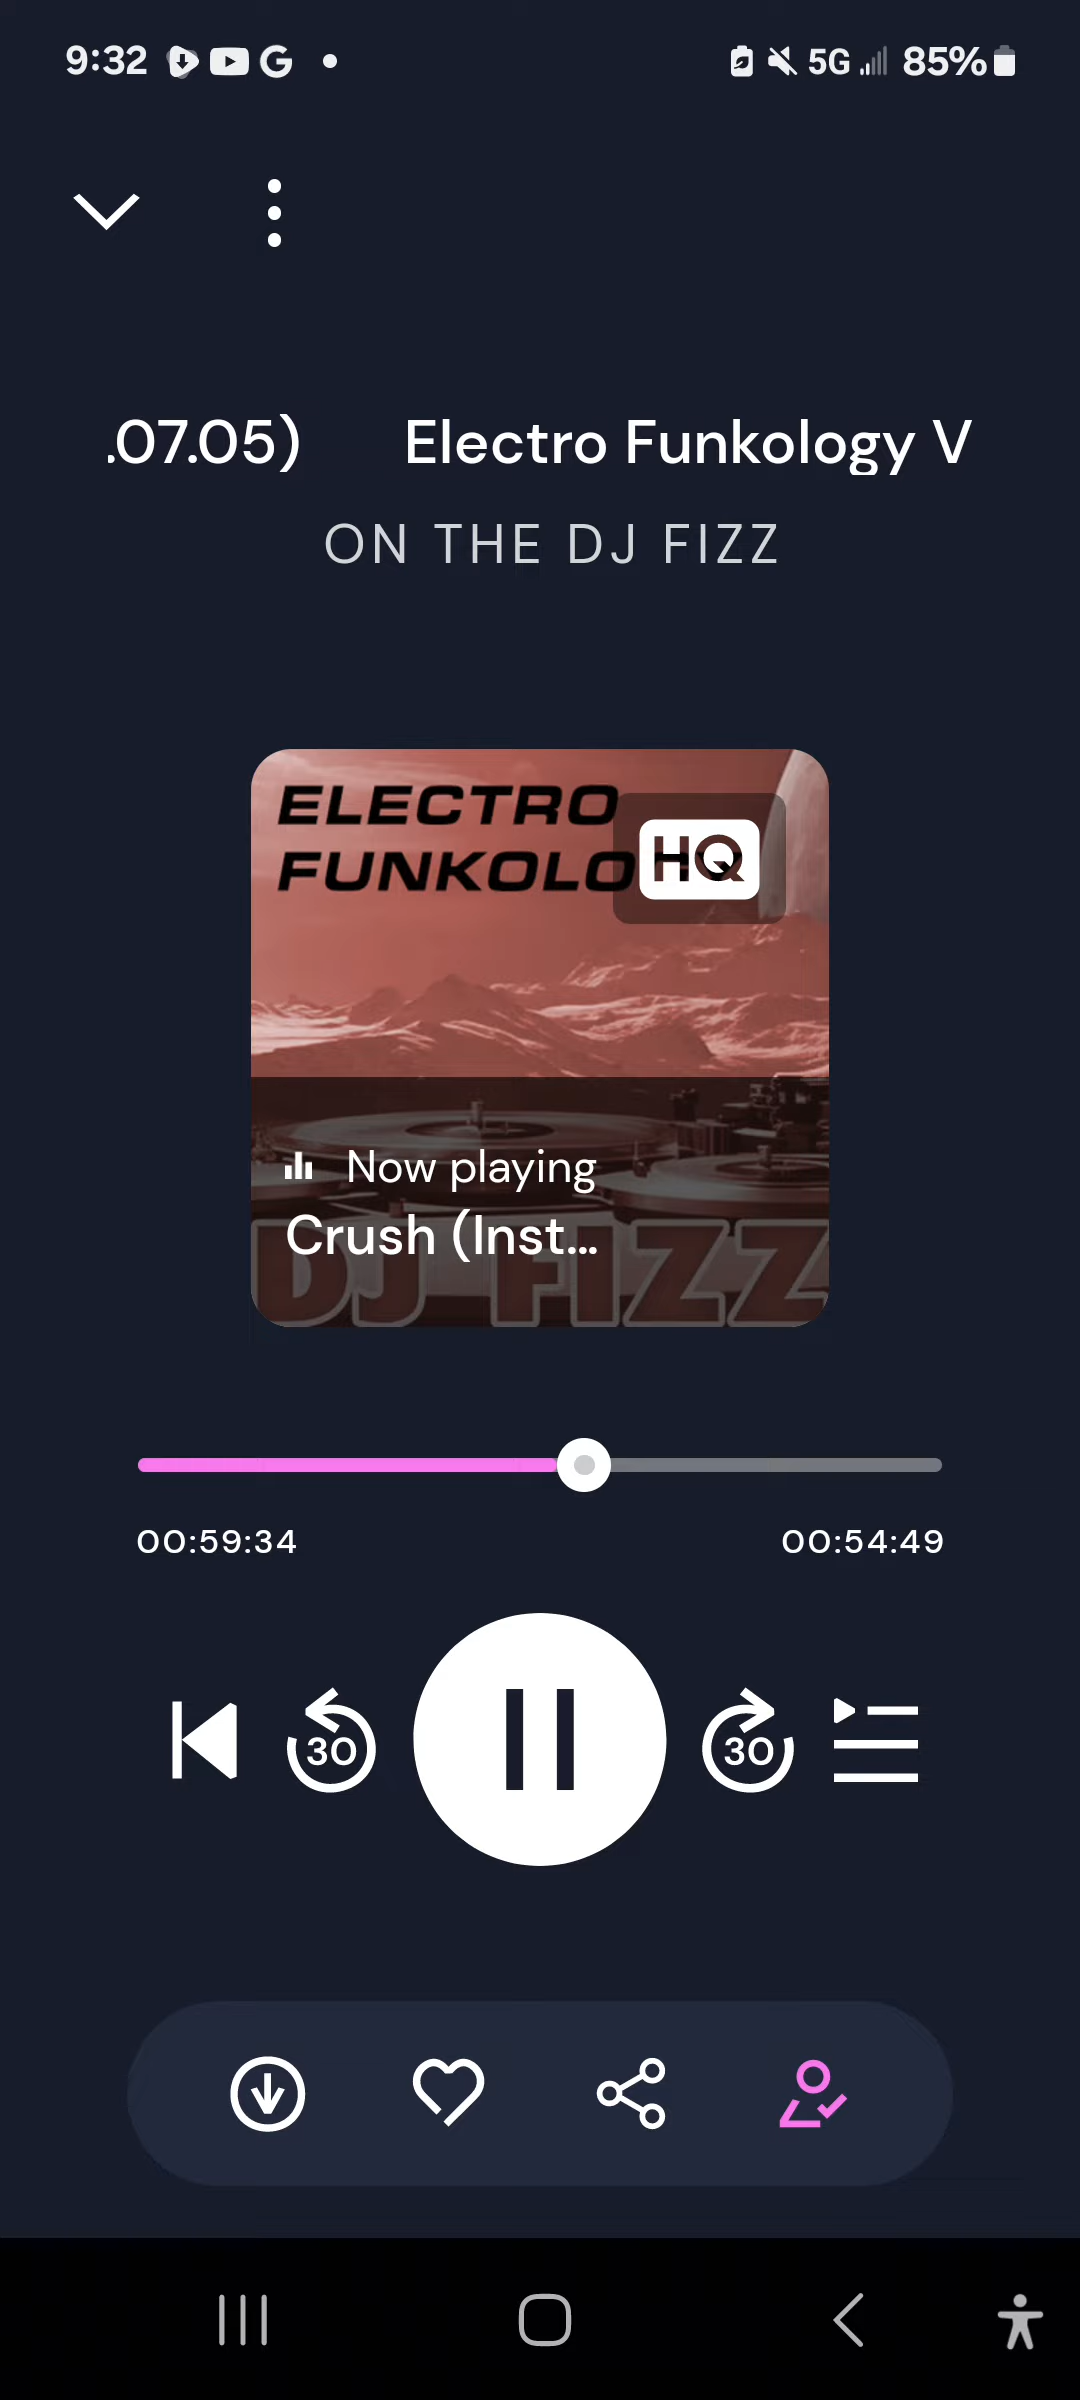 9:32 5G 85%
.07.05) Electro Funkology V
ON THE DJ FIZZ
ELECTRO
FUNKOLO
HQ
Now playing
Crush (Inst...
DJ FIZZ
00:59:34 00:54:49
30 30